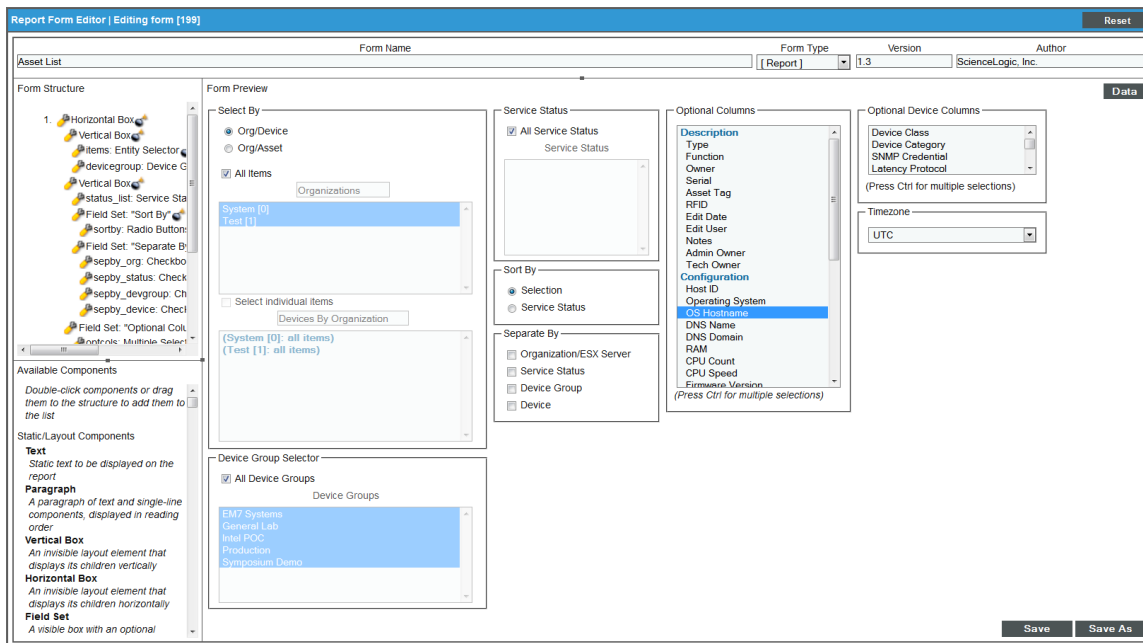 Report Form Editor | Editing form [199]
Reset
Form Name
Form Type
Version
Author
Asset List
[ Report ]
1.3
ScienceLogic, Inc.
Form Structure
1. Horizontal Box
Vertical Box
items: Entity Selector
devicegroup: Device G
Vertical Box
status_list: Service Sta
Field Set: "Sort By"
sortby: Radio Button
Field Set: "Separate B
sepby_org: Checkbo
sepby_status: Check
sepby_devgroup: Ch
sepby_device: Chec
Field Set: "Optional Colu
optcols: Multiple Select
Available Components
Double-click components or drag
them to the structure to add them to
the list
Static/Layout Components
Text
Static text to be displayed on the
report
Paragraph
A paragraph of text and single-line
components, displayed in reading
order
Vertical Box
An invisible layout element that
displays its children vertically
Horizontal Box
An invisible layout element that
displays its children horizontally
Field Set
A visible box with an optional
Form Preview
Data
Select By
Org/Device
Org/Asset
All Items
Organizations
System [0]
Test [1]
Select individual items
Devices By Organization
(System [0]: all items)
(Test [1]: all items)
Device Group Selector
All Device Groups
Device Groups
EM7 Systems
General Lab
Intel POC
Production
Symposium Demo
Service Status
All Service Status
Service Status
Sort By
Selection
Service Status
Separate By
Organization/ESX Server
Service Status
Device Group
Device
Optional Columns
Description
Type
Function
Owner
Serial
Asset Tag
RFID
Edit Date
Edit User
Notes
Admin Owner
Tech Owner
Configuration
Host ID
Operating System
OS Hostname
DNS Name
DNS Domain
RAM
CPU Count
CPU Speed
Firmware Version
(Press Ctrl for multiple selections)
Optional Device Columns
Device Class
Device Category
SNMP Credential
Latency Protocol
(Press Ctrl for multiple selections)
Timezone
UTC
Save
Save As